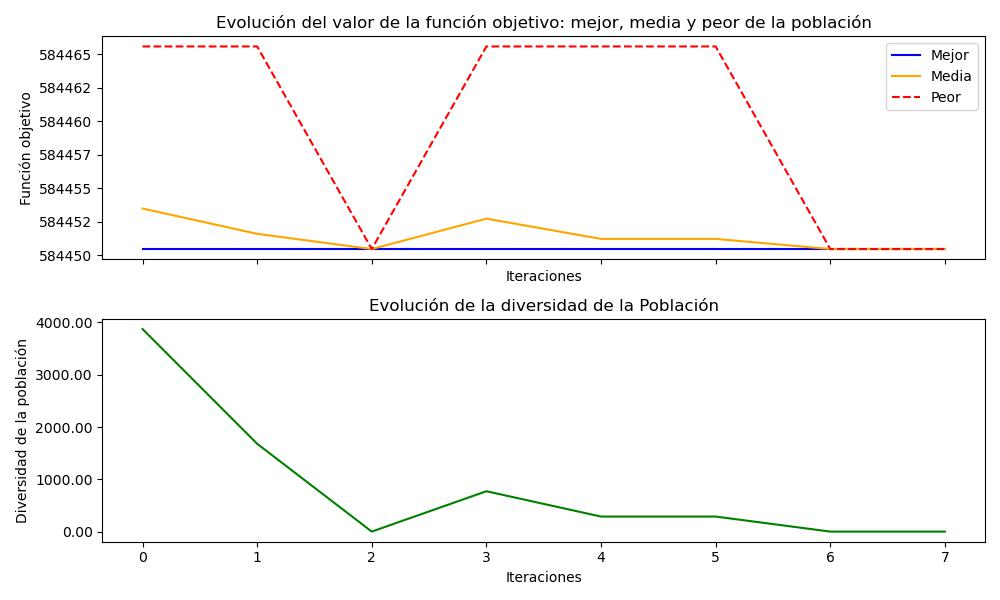 Evolución del valor de la función objetivo: mejor, media y peor de la población
Función objetivo
584465
584462
584460
584457
584455
584452
584450
Mejor
Media
Peor
Iteraciones
Evolución de la diversidad de la Población
Diversidad de la población
4000.00
3000.00
2000.00
1000.00
0.00
0 1 2 3 4 5 6 7
Iteraciones